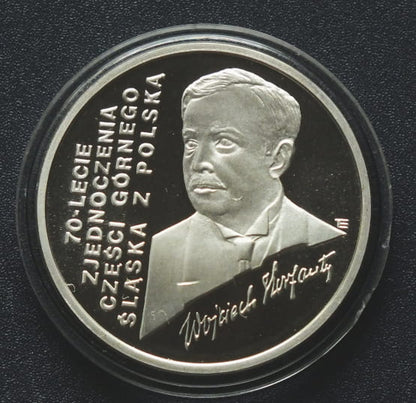 70-LECIE
ZJEDNOCZENIA
CZĘŚCI GÓRNEGO
ŚLĄSKA Z POLSKĄ
Wojciech Korfanty